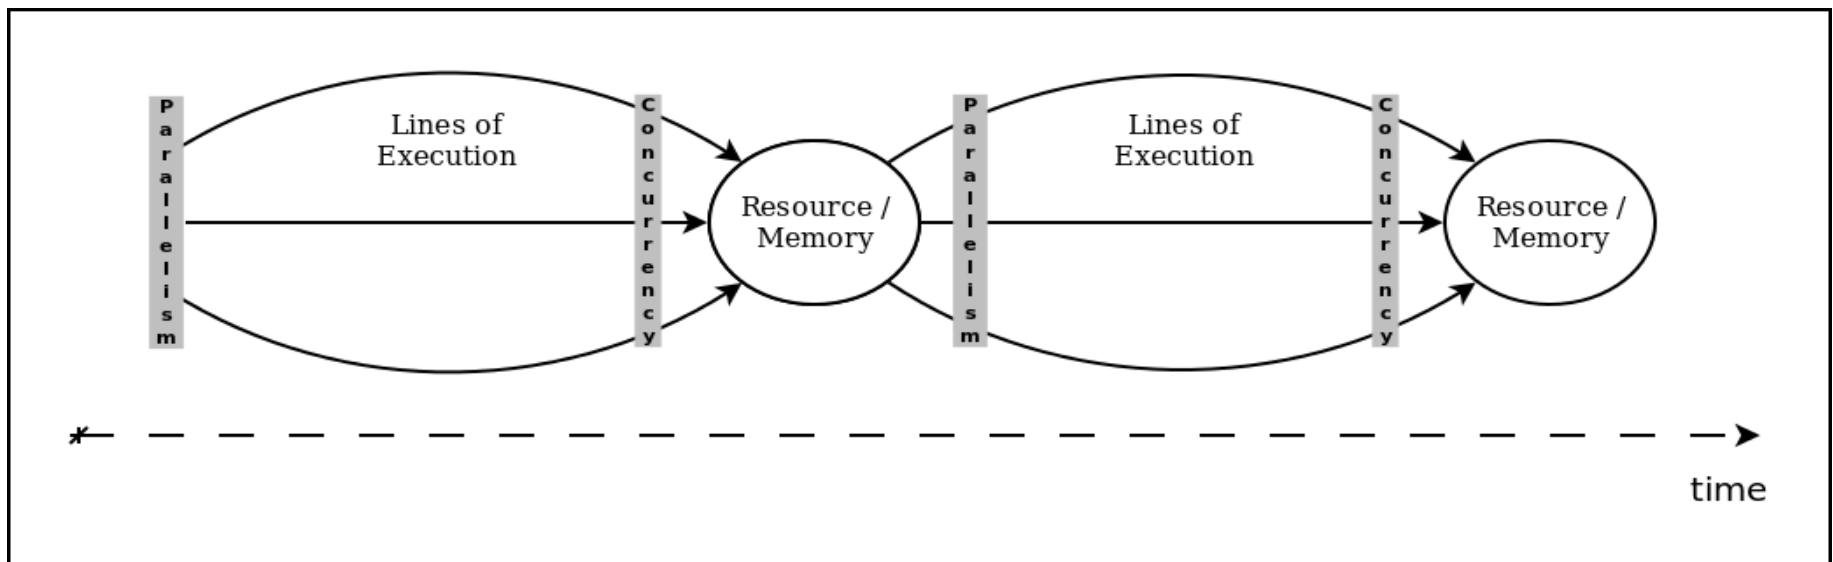 Parallelism
Lines of
Execution
Concurrency
Resource /
Memory
Parallelism
Lines of
Execution
Concurrency
Resource /
Memory
time